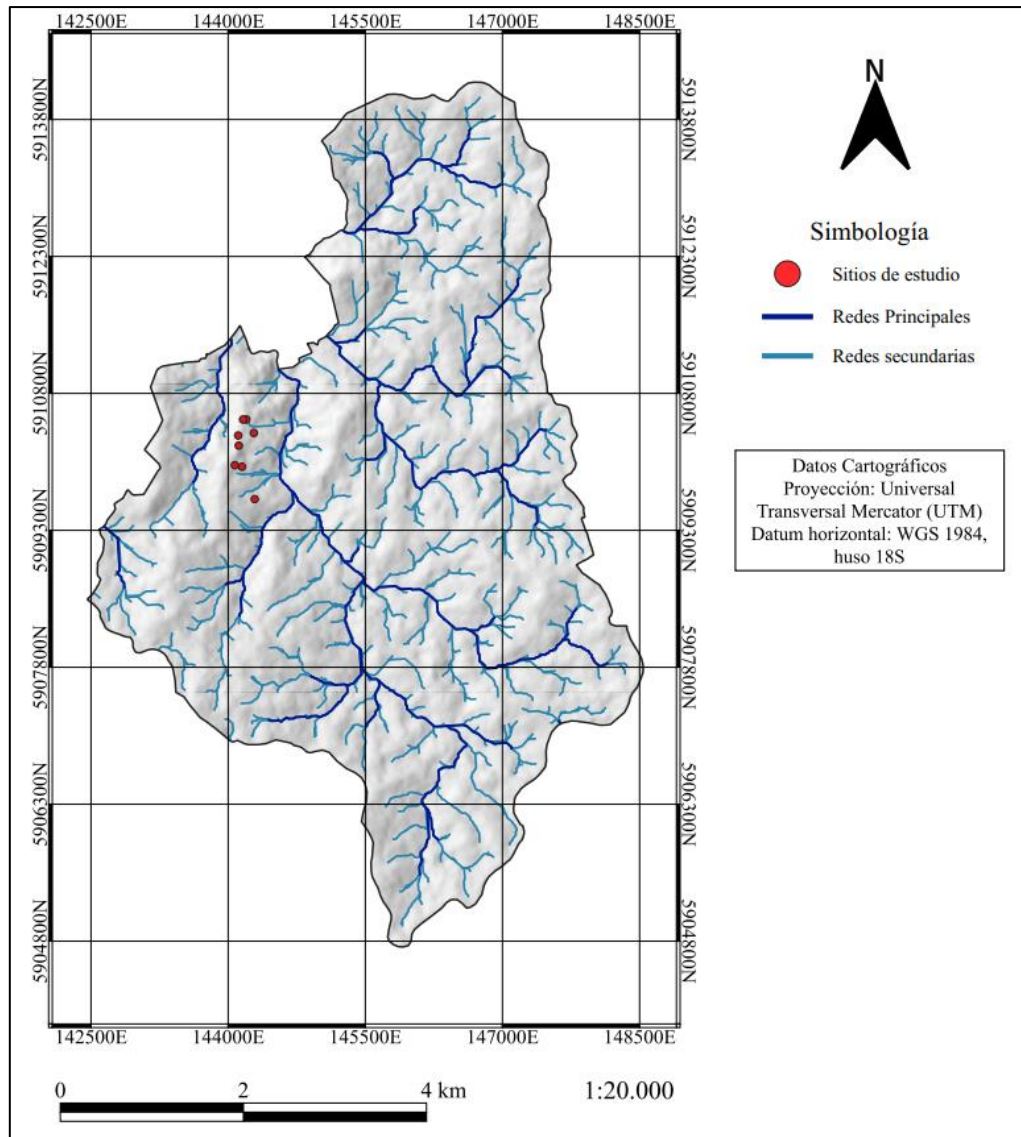 142500E 144000E 145500E 147000E 148500E
5913800N
5912300N
5910800N
5909300N
5907800N
5906300N
5904800N
5913800N
5912300N
5910800N
5909300N
5907800N
5906300N
5904800N
142500E 144000E 145500E 147000E 148500E
0 2 4 km 1:20.000
N
Simbología
Sitios de estudio
Redes Principales
Redes secundarias
Datos Cartográficos
Proyección: Universal
Transversal Mercator (UTM)
Datum horizontal: WGS 1984,
huso 18S